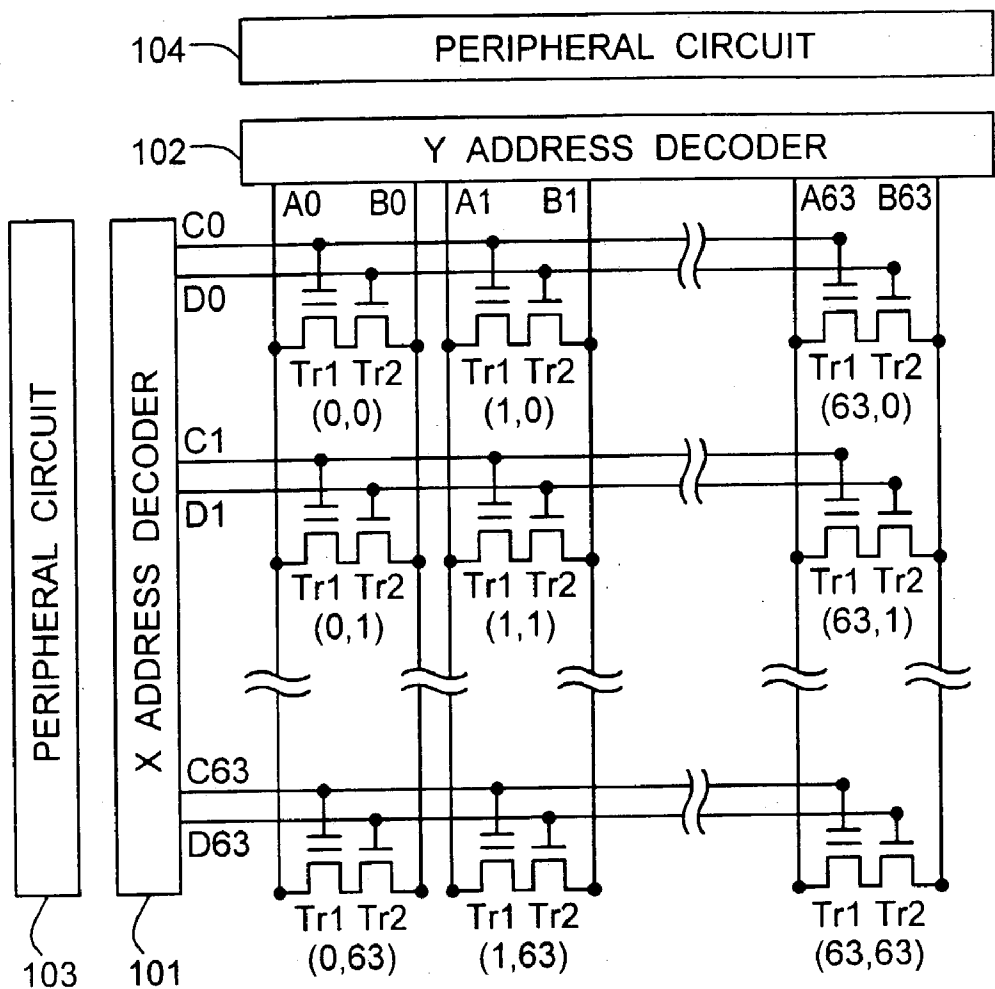 104
PERIPHERAL CIRCUIT
102
Y ADDRESS DECODER
A0 B0 A1 B1 A63 B63
C0
D0
Tr1 Tr2 Tr1 Tr2 Tr1 Tr2
(0,0) (1,0) (63,0)
C1
D1
Tr1 Tr2 Tr1 Tr2 Tr1 Tr2
(0,1) (1,1) (63,1)
PERIPHERAL CIRCUIT
X ADDRESS DECODER
C63
D63
Tr1 Tr2 Tr1 Tr2 Tr1 Tr2
(0,63) (1,63) (63,63)
103 101